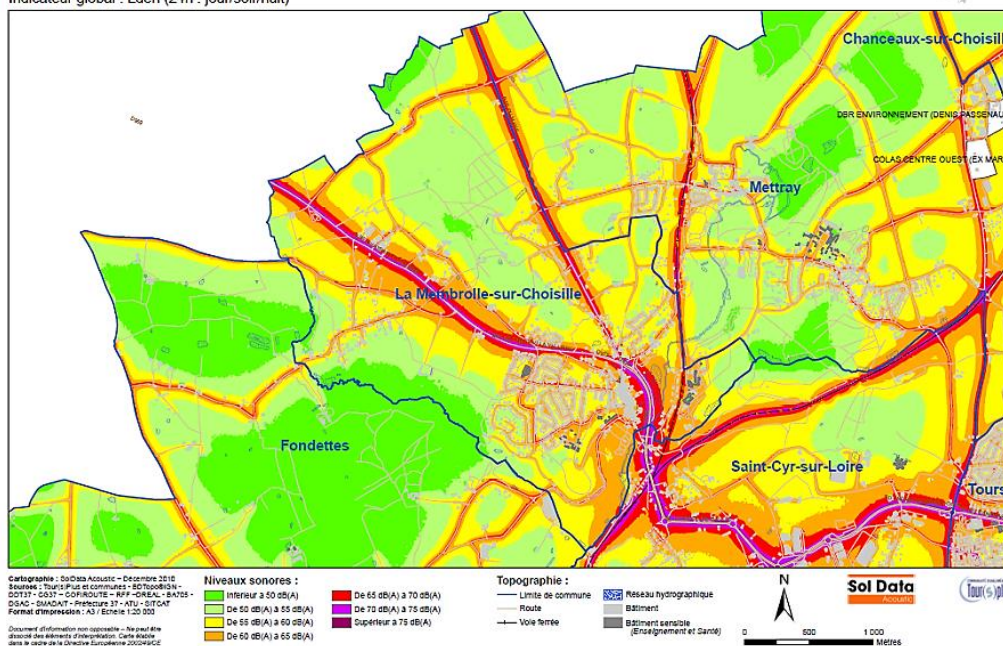 Indicateur global : Lden (24h : jour/soir/nuit)
Chanceaux-sur-Choisill
DBR ENVIRONNEMENT (DENIS PASSENAU
COLAS CENTRE OUEST (EX MAR
Mettray
La Membrolle-sur-Choisille
Fondettes
Saint-Cyr-sur-Loire
Tours
Cartographie : SolData Acoustic – Décembre 2010
Sources : Tour(s)Plus et communes - BDTopo®IGN -
DDT37 - CG37 – COFIROUTE – RFF –DREAL - BA705 -
DGAC - SMADAIT - Préfecture 37 - ATU - SITCAT
Format d'impression : A3 / Echelle 1:20 000
Document d'information non opposable – Ne peut être
dissocié des éléments d'interprétation. Carte établie
dans le cadre de la Directive Européenne 2002/49/CE
Niveaux sonores :
Inférieur à 50 dB(A)
De 50 dB(A) à 55 dB(A)
De 55 dB(A) à 60 dB(A)
De 60 dB(A) à 65 dB(A)
De 65 dB(A) à 70 dB(A)
De 70 dB(A) à 75 dB(A)
Supérieur à 75 dB(A)
Topographie :
Limite de commune
Route
Voie ferrée
Réseau hydrographique
Bâtiment
Bâtiment sensible
(Enseignement et Santé)
N
0 500 1 000
Mètres
Sol Data
Acoustic
Tour(s)pl